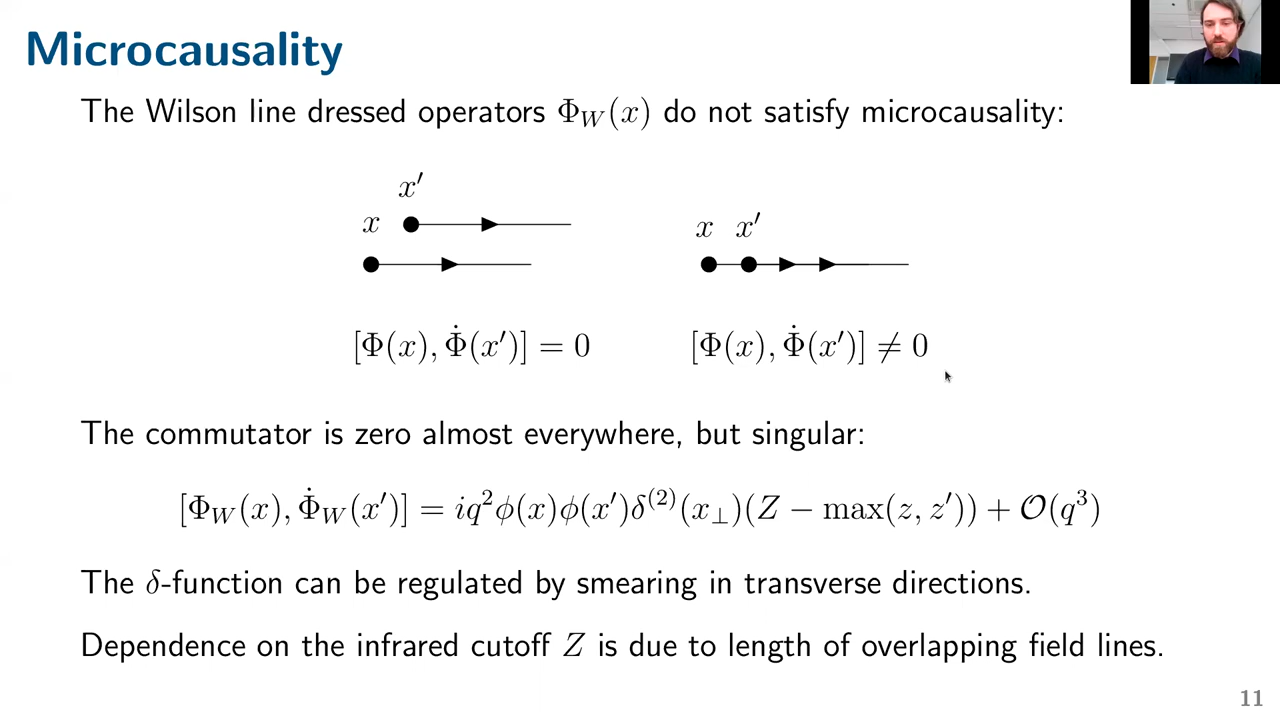 Microcausality
The Wilson line dressed operators Φ_W(x) do not satisfy microcausality:
x′
x
x x′
[Φ(x), Φ̇(x′)] = 0
[Φ(x), Φ̇(x′)] ≠ 0
The commutator is zero almost everywhere, but singular:
[Φ_W(x), Φ̇_W(x′)] = iq²ϕ(x)ϕ(x′)δ⁽²⁾(x_⊥)(Z − max(z, z′)) + 𝒪(q³)
The δ-function can be regulated by smearing in transverse directions.
Dependence on the infrared cutoff Z is due to length of overlapping field lines.
11